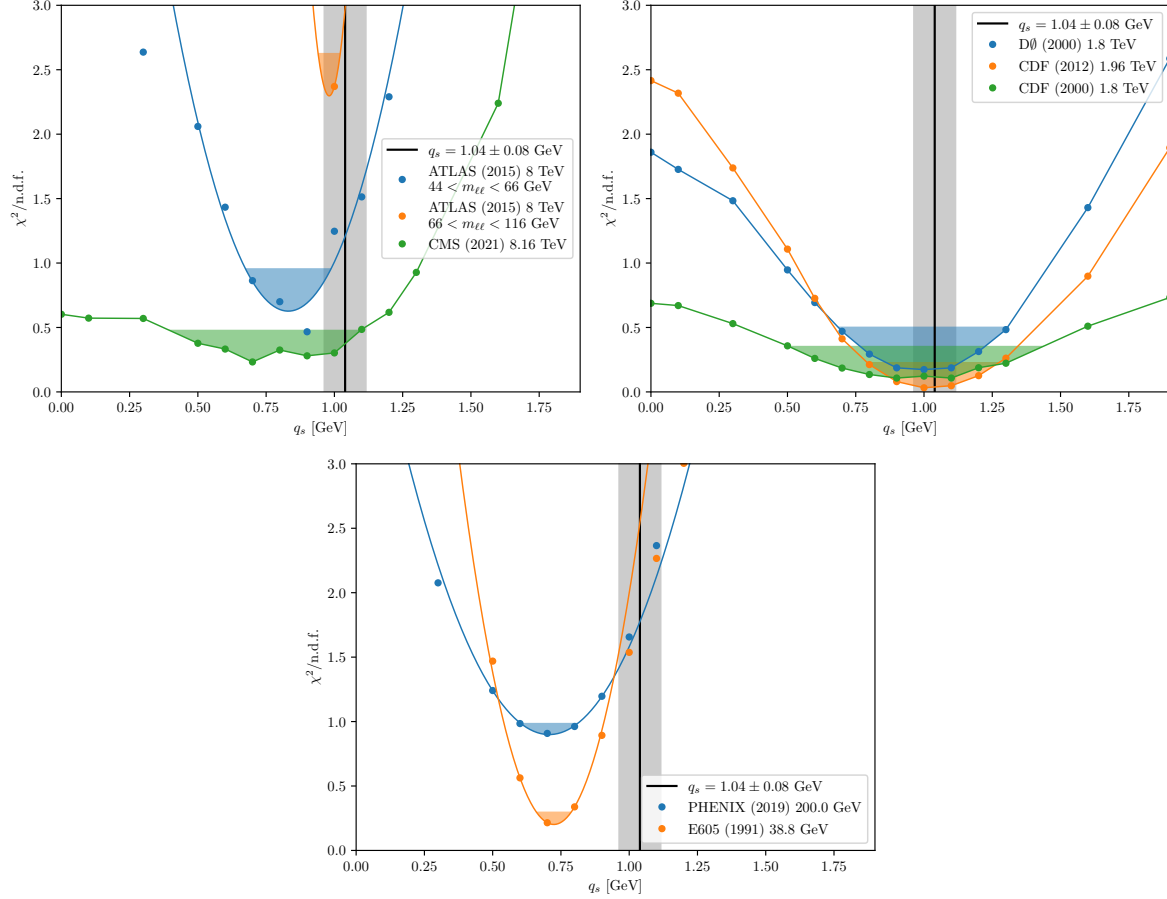 3.0
2.5
2.0
1.5
1.0
0.5
0.0
χ²/n.d.f.
0.00 0.25 0.50 0.75 1.00 1.25 1.50 1.75
q_s [GeV]
q_s = 1.04 ± 0.08 GeV
ATLAS (2015) 8 TeV
44 < m_ℓℓ < 66 GeV
ATLAS (2015) 8 TeV
66 < m_ℓℓ < 116 GeV
CMS (2021) 8.16 TeV
3.0
2.5
2.0
1.5
1.0
0.5
0.0
χ²/n.d.f.
0.00 0.25 0.50 0.75 1.00 1.25 1.50 1.75
q_s [GeV]
q_s = 1.04 ± 0.08 GeV
DØ (2000) 1.8 TeV
CDF (2012) 1.96 TeV
CDF (2000) 1.8 TeV
3.0
2.5
2.0
1.5
1.0
0.5
0.0
χ²/n.d.f.
0.00 0.25 0.50 0.75 1.00 1.25 1.50 1.75
q_s [GeV]
q_s = 1.04 ± 0.08 GeV
PHENIX (2019) 200.0 GeV
E605 (1991) 38.8 GeV